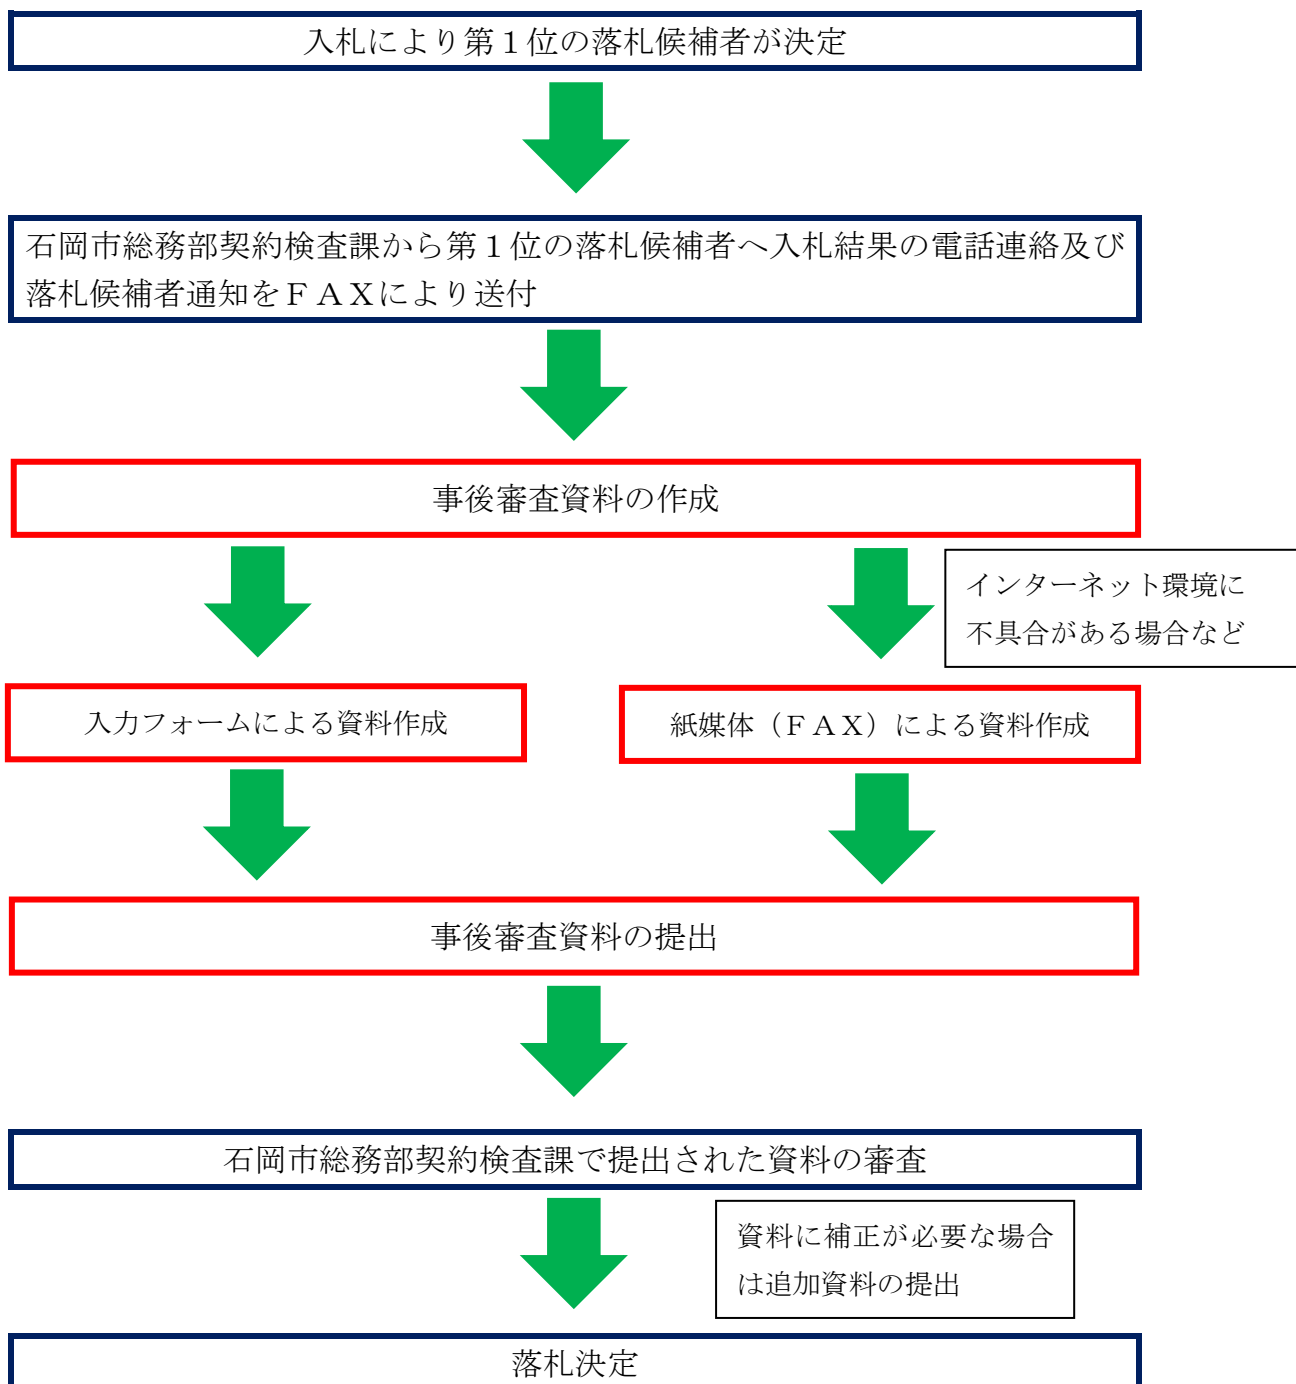 入札により第１位の落札候補者が決定
石岡市総務部契約検査課から第１位の落札候補者へ入札結果の電話連絡及び
落札候補者通知をＦＡＸにより送付
事後審査資料の作成
インターネット環境に
不具合がある場合など
入力フォームによる資料作成
紙媒体（ＦＡＸ）による資料作成
事後審査資料の提出
石岡市総務部契約検査課で提出された資料の審査
資料に補正が必要な場合
は追加資料の提出
落札決定